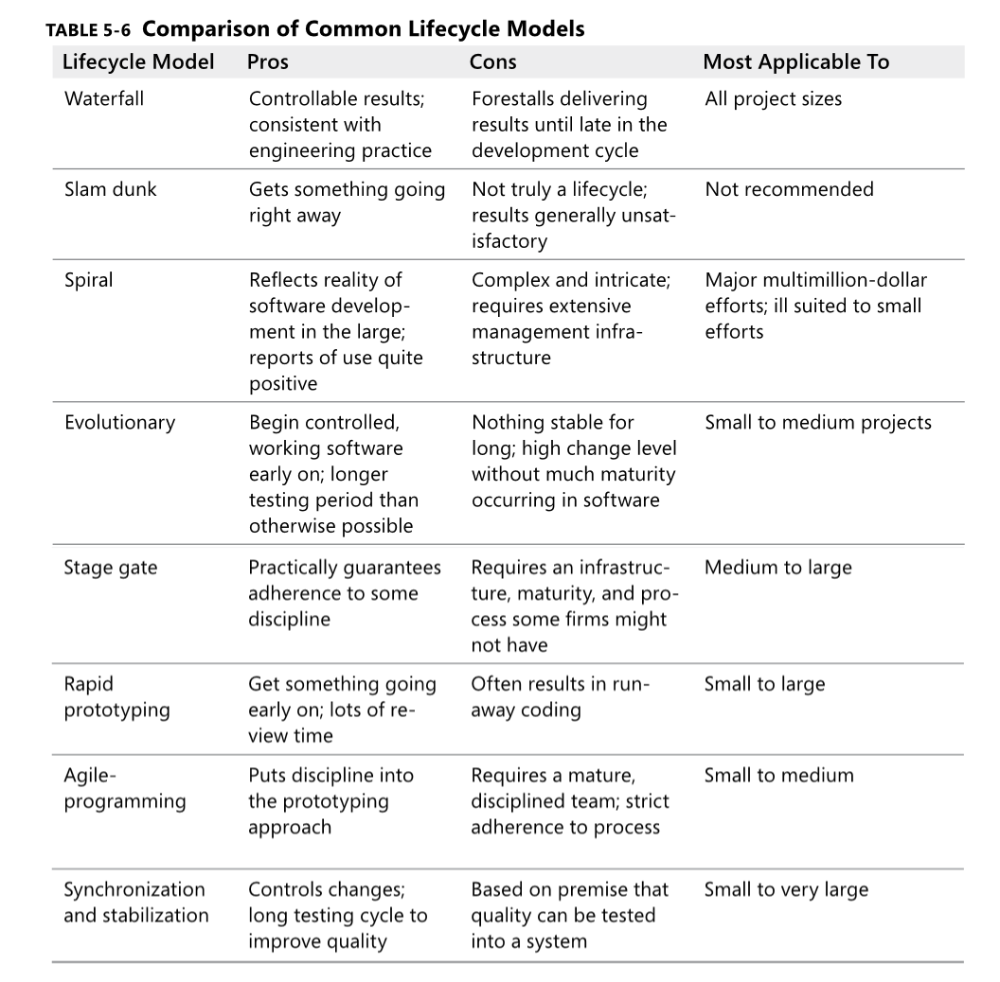 TABLE 5-6 Comparison of Common Lifecycle Models
Lifecycle Model Pros Cons Most Applicable To
Waterfall Controllable results; Forestalls delivering All project sizes
consistent with results until late in the
engineering practice development cycle
Slam dunk Gets something going Not truly a lifecycle; Not recommended
right away results generally unsat-
isfactory
Spiral Reflects reality of Complex and intricate; Major multimillion-dollar
software develop- requires extensive efforts; ill suited to small
ment in the large; management infra- efforts
reports of use quite structure
positive
Evolutionary Begin controlled, Nothing stable for Small to medium projects
working software long; high change level
early on; longer without much maturity
testing period than occurring in software
otherwise possible
Stage gate Practically guarantees Requires an infrastruc- Medium to large
adherence to some ture, maturity, and pro-
discipline cess some firms might
not have
Rapid Get something going Often results in run- Small to large
prototyping early on; lots of re- away coding
view time
Agile- Puts discipline into Requires a mature, Small to medium
programming the prototyping disciplined team; strict
approach adherence to process
Synchronization Controls changes; Based on premise that Small to very large
and stabilization long testing cycle to quality can be tested
improve quality into a system